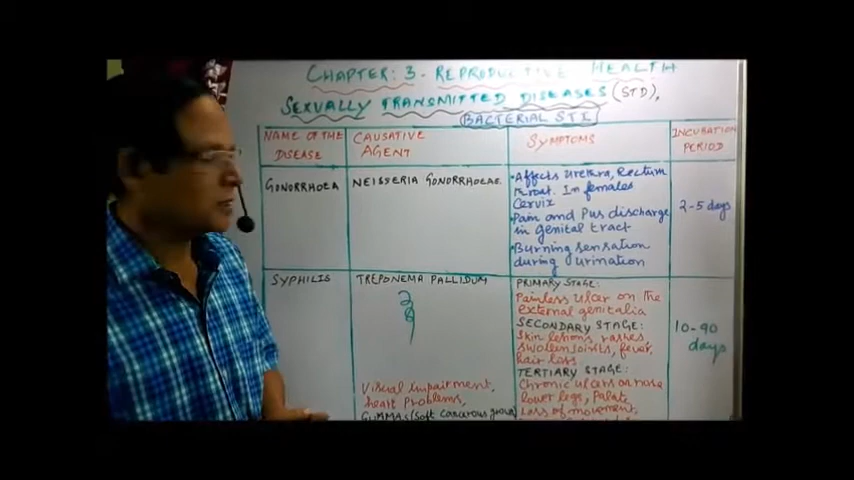 CHAPTER: 3 - REPRODUCTIVE HEALTH
SEXUALLY TRANSMITTED DISEASES (STD),
BACTERIAL STI
NAME OF THE DISEASE
CAUSATIVE AGENT
SYMPTOMS
INCUBATION PERIOD
GONORRHOEA
NEISSERIA GONORRHOEAE
• Affects Urethra, Rectum
throat. In females
Cervix
• Pain and Pus discharge
in genital tract
• Burning sensation
during Urination
2-5 days
SYPHILIS
TREPONEMA PALLIDUM
Visual impairment,
heart Problems,
GUMMAS (Soft
PRIMARY STAGE:
Painless ulcer on the
external genitalia
SECONDARY STAGE:
Skin lesions, rashes
swollen joints, fever,
hair loss
TERTIARY STAGE:
Chronic ulcers on nose
lower legs, Palate
Loss of movement,
10-90
days